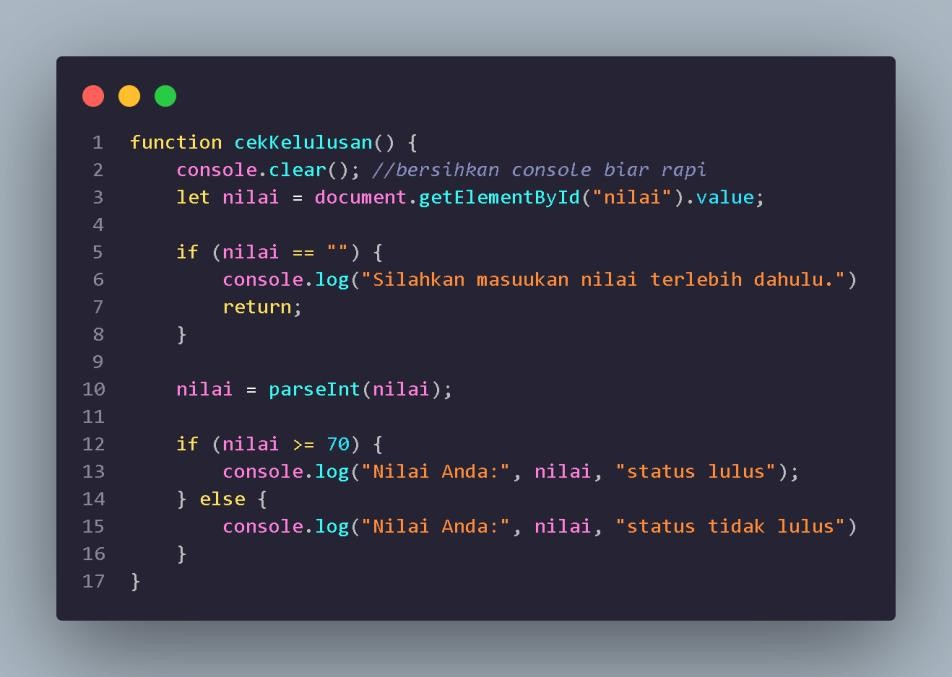 1 function cekKelulusan() {
2     console.clear(); //bersihkan console biar rapi
3     let nilai = document.getElementById("nilai").value;
4
5     if (nilai == "") {
6         console.log("Silahkan masuukan nilai terlebih dahulu.")
7         return;
8     }
9
10     nilai = parseInt(nilai);
11
12     if (nilai >= 70) {
13         console.log("Nilai Anda:", nilai, "status lulus");
14     } else {
15         console.log("Nilai Anda:", nilai, "status tidak lulus")
16     }
17 }